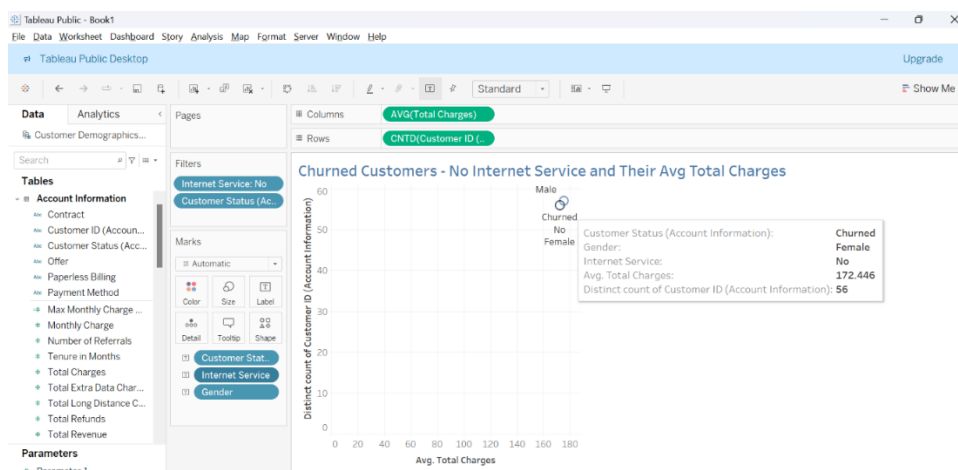 Tableau Public - Book1
File Data Worksheet Dashboard Story Analysis Map Format Server Window Help
Tableau Public Desktop
Upgrade
Standard
Show Me
Data Analytics
Customer Demographics...
Search
Tables
Account Information
Abc Contract
Abc Customer ID (Accoun...
Abc Customer Status (Acc...
Abc Offer
Abc Paperless Billing
Abc Payment Method
Max Monthly Charge ...
Monthly Charge
Number of Referrals
Tenure in Months
Total Charges
Total Extra Data Char...
Total Long Distance C...
Total Refunds
Total Revenue
Parameters
Pages
Filters
Internet Service: No
Customer Status (Ac..
Marks
Automatic
Color Size Label
Detail Tooltip Shape
Customer Stat..
Internet Service
Gender
Columns
AVG(Total Charges)
Rows
CNTD(Customer ID (..
Churned Customers - No Internet Service and Their Avg Total Charges
Distinct count of Customer ID (Account Information)
60
50
40
30
20
10
0
Male
Churned
No
Female
Customer Status (Account Information): Churned
Gender: Female
Internet Service: No
Avg. Total Charges: 172.446
Distinct count of Customer ID (Account Information): 56
0 20 40 60 80 100 120 140 160 180
Avg. Total Charges